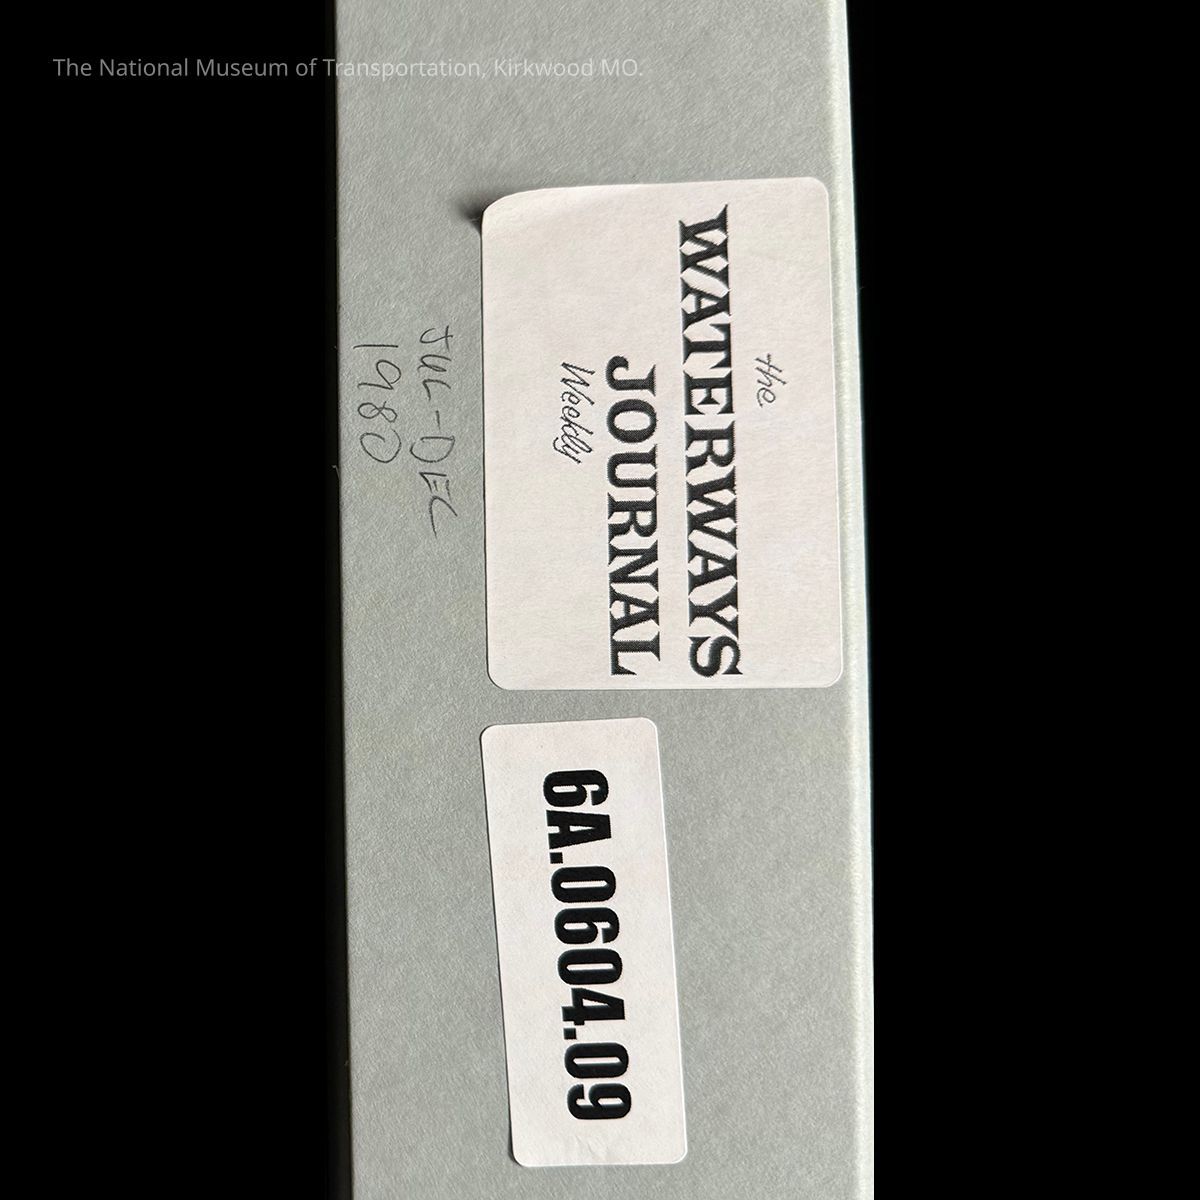 The National Museum of Transportation, Kirkwood MO.
the
WATERWAYS
JOURNAL
Weekly
JUL-DEC
1980
6A.0604.09